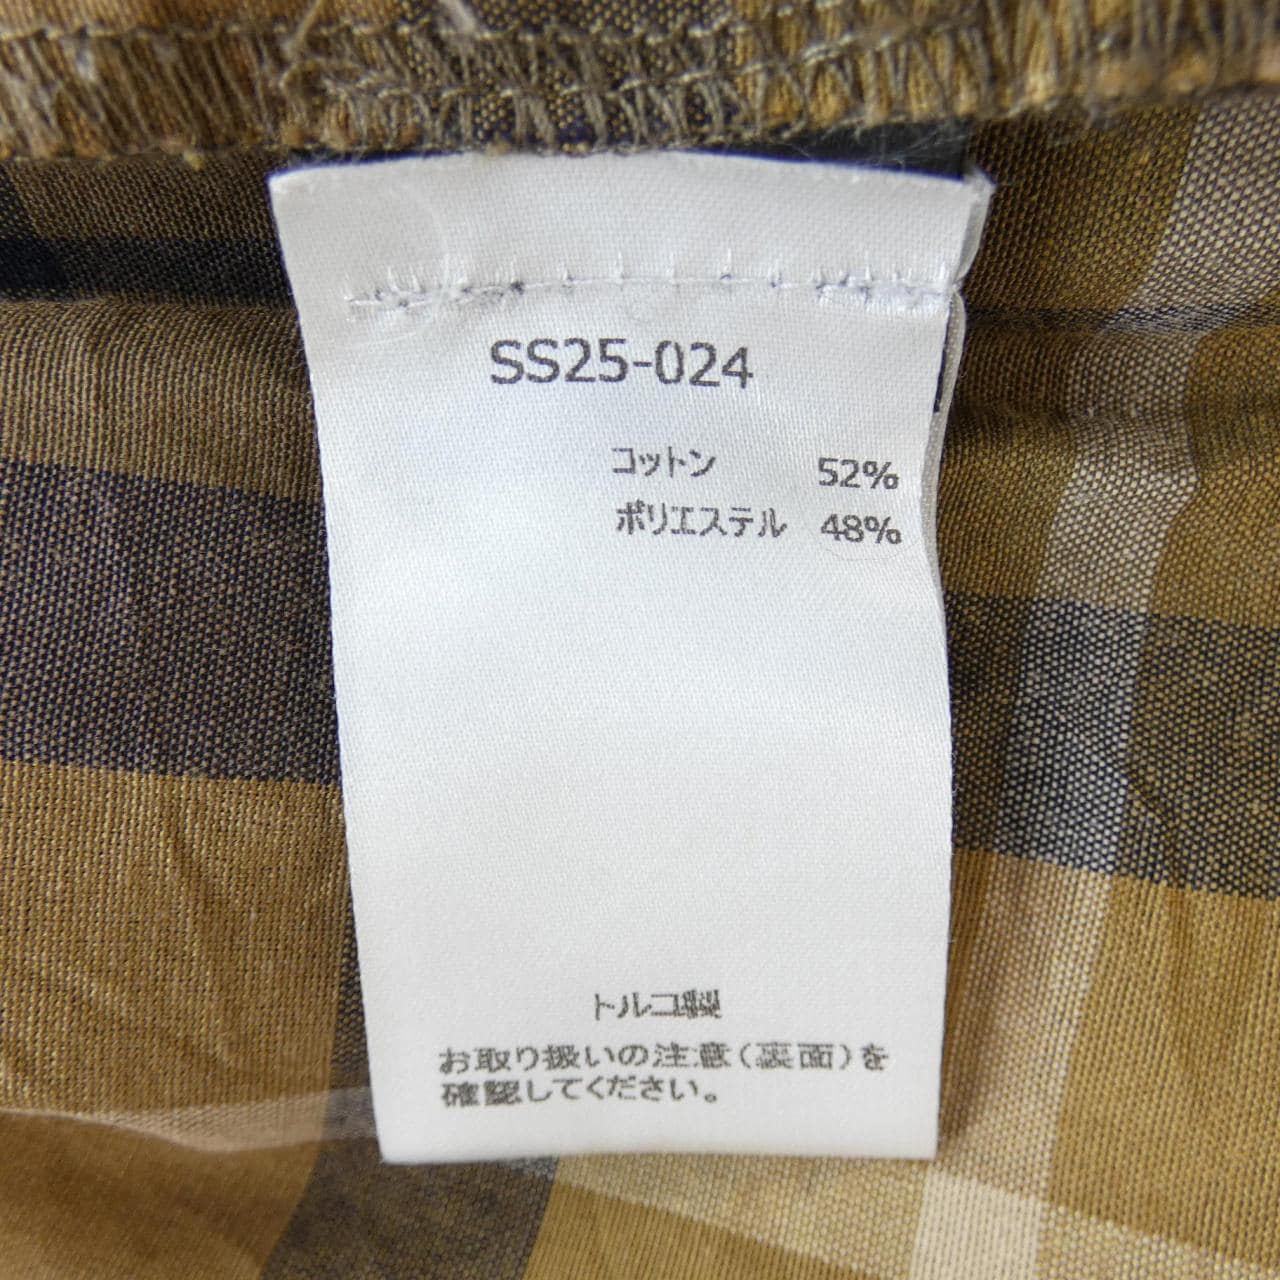 SS25-024
コットン 52%
ポリエステル 48%
トルコ製
お取り扱いの注意(裏面)を
確認してください。